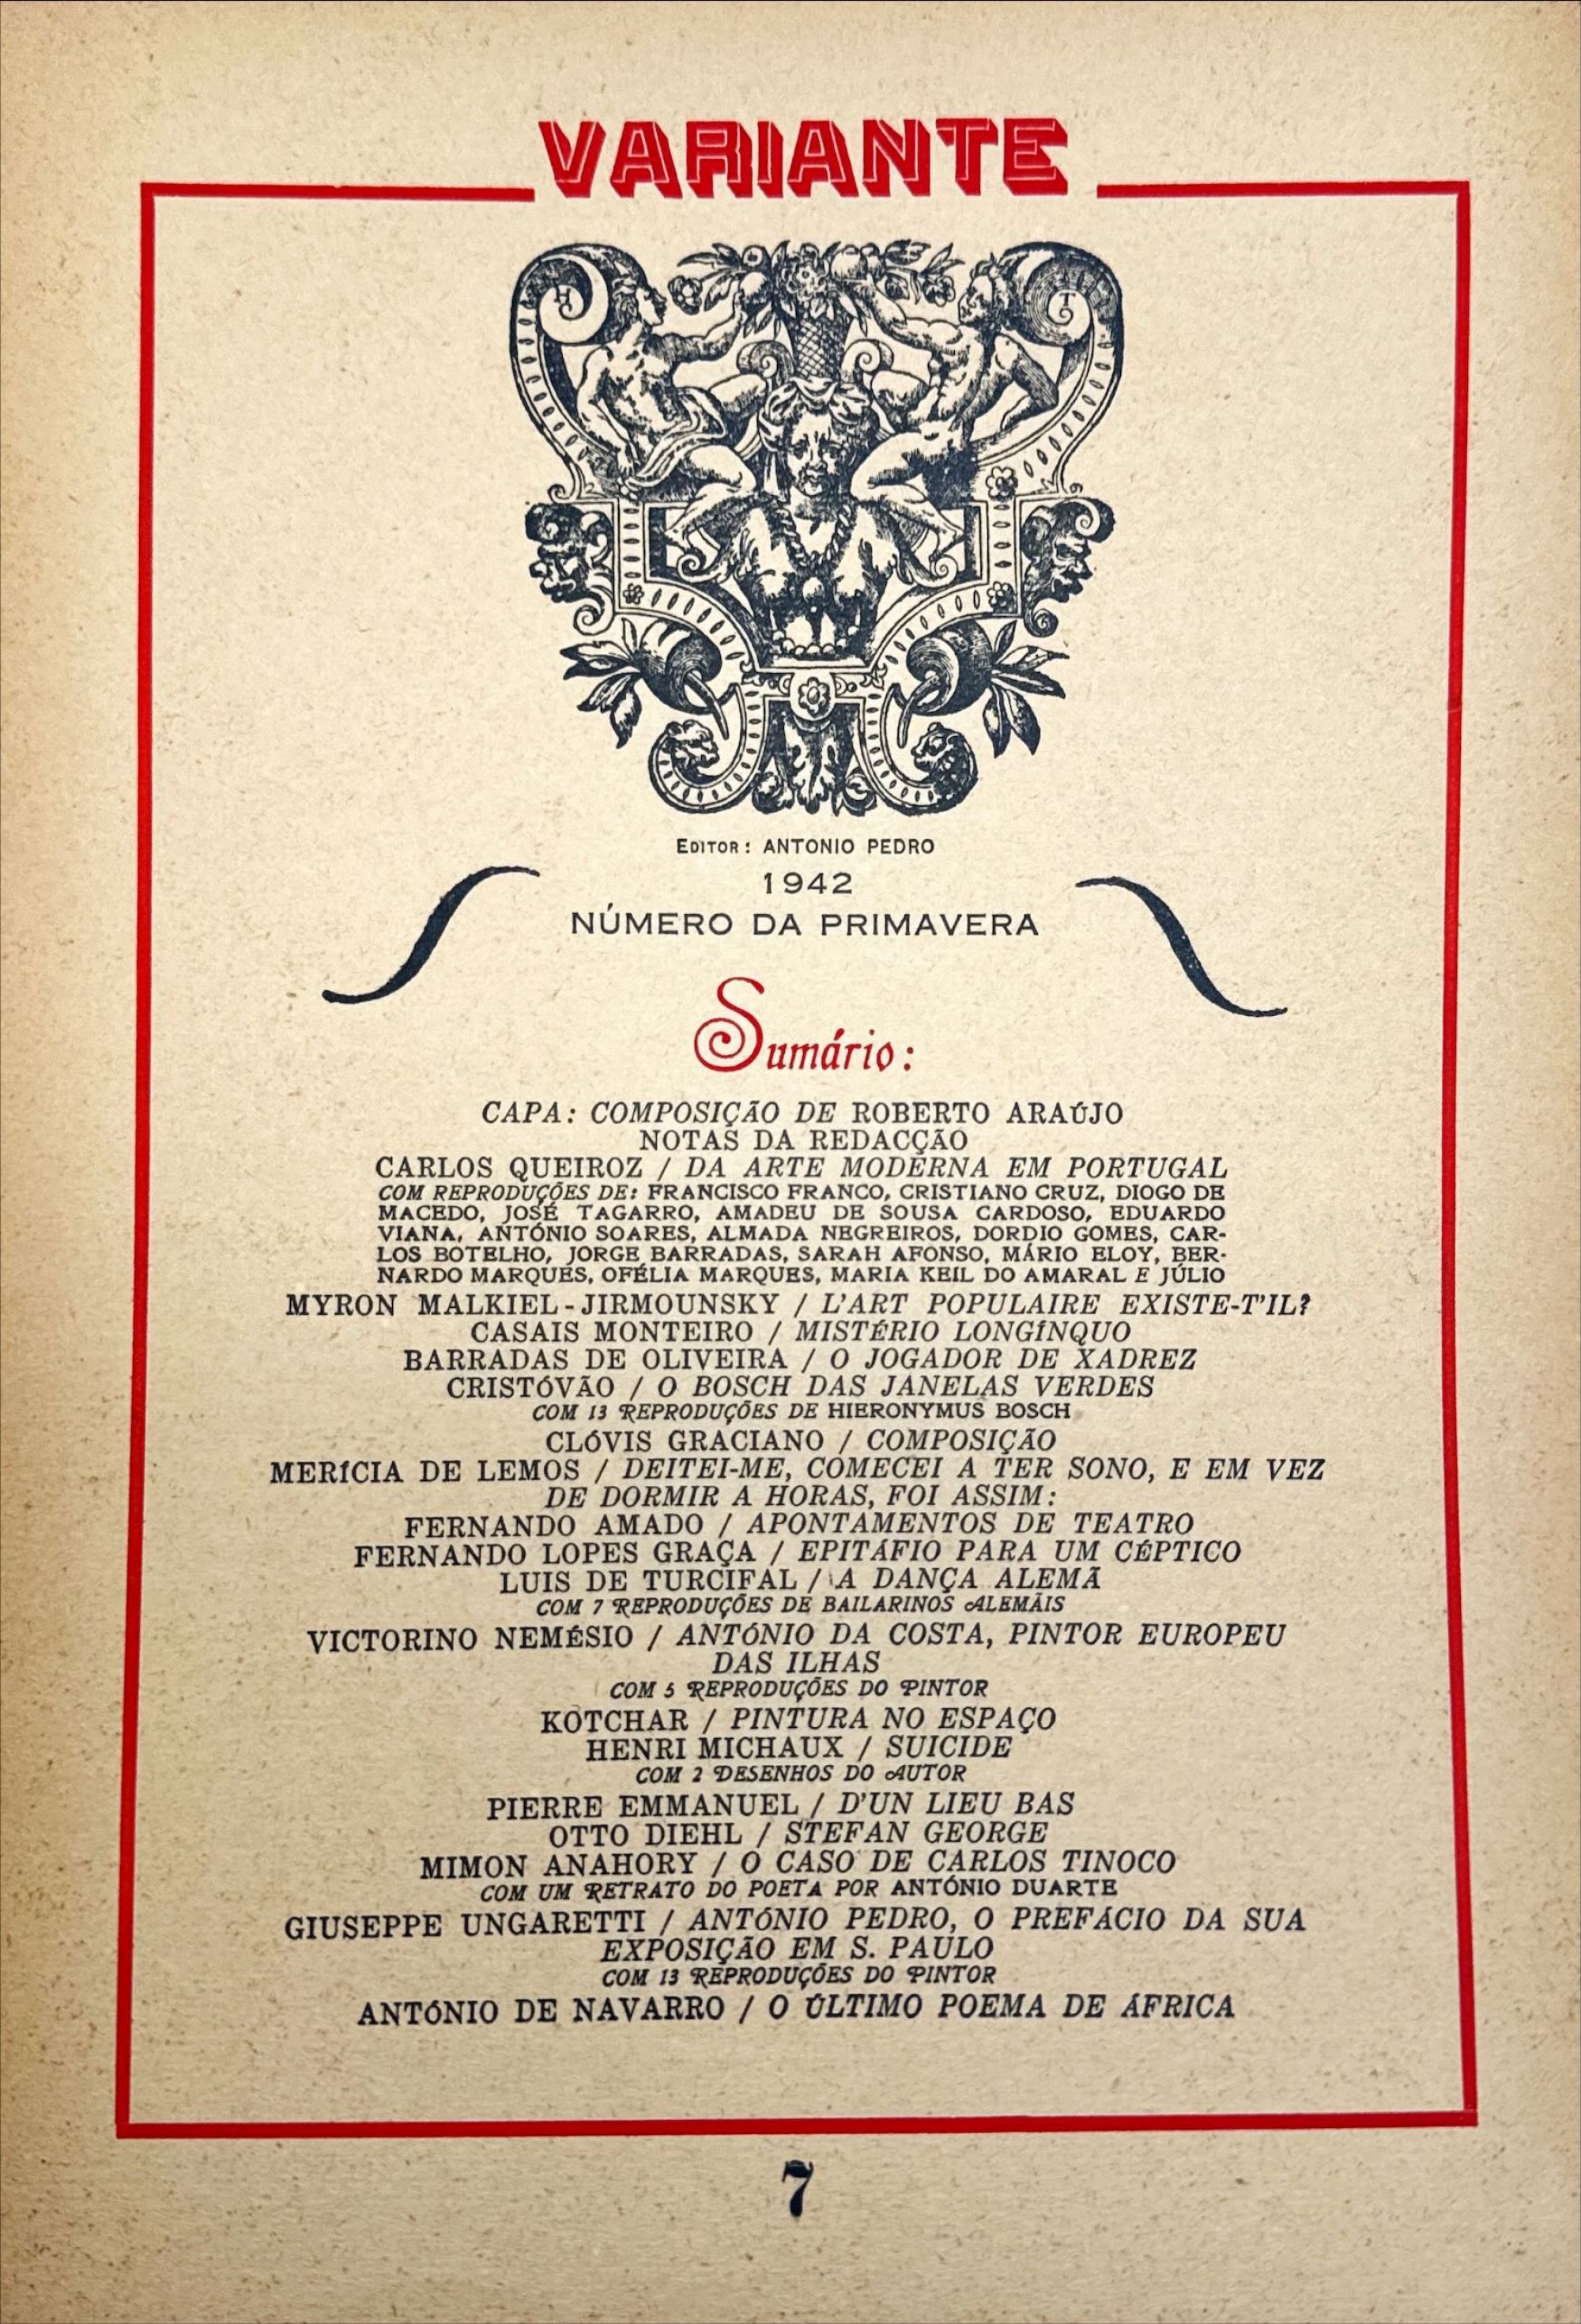 VARIANTE
H T
EDITOR: ANTONIO PEDRO
1942
NÚMERO DA PRIMAVERA
Sumário:
CAPA: COMPOSIÇÃO DE ROBERTO ARAÚJO
NOTAS DA REDACÇÃO
CARLOS QUEIROZ / DA ARTE MODERNA EM PORTUGAL
COM REPRODUÇÕES DE: FRANCISCO FRANCO, CRISTIANO CRUZ, DIOGO DE
MACEDO, JOSÉ TAGARRO, AMADEU DE SOUSA CARDOSO, EDUARDO
VIANA, ANTÓNIO SOARES, ALMADA NEGREIROS, DORDIO GOMES, CAR-
LOS BOTELHO, JORGE BARRADAS, SARAH AFONSO, MÁRIO ELOY, BER-
NARDO MARQUES, OFÉLIA MARQUES, MARIA KEIL DO AMARAL E JÚLIO
MYRON MALKIEL-JIRMOUNSKY / L'ART POPULAIRE EXISTE-T'IL?
CASAIS MONTEIRO / MISTÉRIO LONGÍNQUO
BARRADAS DE OLIVEIRA / O JOGADOR DE XADREZ
CRISTÓVÃO / O BOSCH DAS JANELAS VERDES
COM 13 REPRODUÇÕES DE HIERONYMUS BOSCH
CLÓVIS GRACIANO / COMPOSIÇÃO
MERÍCIA DE LEMOS / DEITEI-ME, COMECEI A TER SONO, E EM VEZ
DE DORMIR A HORAS, FOI ASSIM:
FERNANDO AMADO / APONTAMENTOS DE TEATRO
FERNANDO LOPES GRAÇA / EPITÁFIO PARA UM CÉPTICO
LUIS DE TURCIFAL / A DANÇA ALEMÃ
COM 7 REPRODUÇÕES DE BAILARINOS ALEMÃIS
VICTORINO NEMÉSIO / ANTÓNIO DA COSTA, PINTOR EUROPEU
DAS ILHAS
COM 5 REPRODUÇÕES DO PINTOR
KOTCHAR / PINTURA NO ESPAÇO
HENRI MICHAUX / SUICIDE
COM 2 DESENHOS DO AUTOR
PIERRE EMMANUEL / D'UN LIEU BAS
OTTO DIEHL / STEFAN GEORGE
MIMON ANAHORY / O CASO DE CARLOS TINOCO
COM UM RETRATO DO POETA POR ANTÓNIO DUARTE
GIUSEPPE UNGARETTI / ANTÓNIO PEDRO, O PREFÁCIO DA SUA
EXPOSIÇÃO EM S. PAULO
COM 13 REPRODUÇÕES DO PINTOR
ANTÓNIO DE NAVARRO / O ÚLTIMO POEMA DE ÁFRICA
7